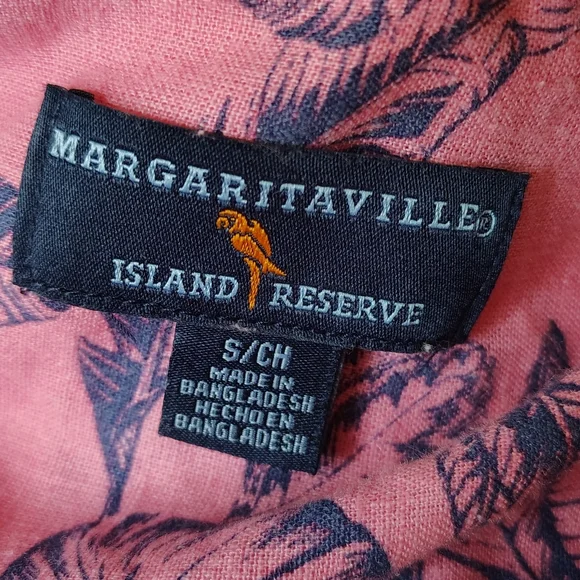 MARGARITAVILLE®
ISLAND RESERVE
S/CH
MADE IN
BANGLADESH
HECHO EN
BANGLADESH